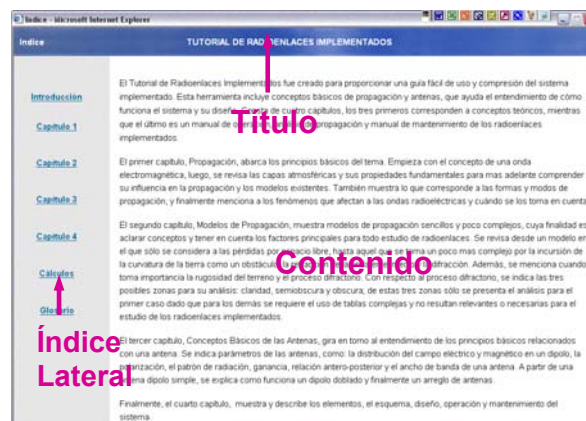 Indice - Microsoft Internet Explorer
Indice
TUTORIAL DE RADIOENLACES IMPLEMENTADOS
Introducción
Capítulo 1
Capítulo 2
Capítulo 3
Capítulo 4
Cálculos
Glosario
El Tutorial de Radioenlaces Implementados fue creado para proporcionar una guía fácil de uso y compresión del sistema
implementado. Esta herramienta incluye conceptos básicos de propagación y antenas, que ayuda el entendimiento de cómo
funciona el sistema y su diseño. Consta de cuatro capítulos, los tres primeros corresponden a conceptos teóricos, mientras
que el último es un manual de operación, análisis de propagación y manual de mantenimiento de los radioenlaces
implementados.
El primer capítulo, Propagación, abarca los principios básicos del tema. Empieza con el concepto de una onda
electromagnética, luego, se revisa las capas atmosféricas y sus propiedades fundamentales para mas adelante comprender
su influencia en la propagación y los modelos existentes. También muestra lo que corresponde a las formas y modos de
propagación, y finalmente menciona a los fenómenos que afectan a las ondas radioeléctricas y cuándo se los toma en cuenta
El segundo capítulo, Modelos de Propagación, muestra modelos de propagación sencillos y poco complejos, cuya finalidad es
aclarar conceptos y tener en cuenta los factores principales para todo estudio de radioenlaces. Se revisa desde un modelo en
el que sólo se considera a las pérdidas por espacio libre, hasta aquel que se torna un poco mas complejo por la incursión de
la curvatura de la tierra como un obstáculo, la difracción. Además, se menciona cuando
toma importancia la rugosidad del terreno y el proceso difractorio. Con respecto al proceso difractorio, se indica las tres
posibles zonas para su análisis: claridad, semiobscura y obscura, de estas tres zonas sólo se presenta el análisis para el
primer caso dado que para los demás se requiere el uso de tablas complejas y no resultan relevantes o necesarias para el
estudio de los radioenlaces implementados.
El tercer capítulo, Conceptos Básicos de las Antenas, gira en torno al entendimiento de los principios básicos relacionados
con una antena. Se indica parámetros de las antenas, como: la distribución del campo eléctrico y magnético en un dipolo, la
polarización, el patrón de radiación, ganancia, relación antero-posterior y el ancho de banda de una antena. A partir de una
antena dipolo simple, se explica como funciona un dipolo doblado y finalmente un arreglo de antenas.
Finalmente, el cuarto capítulo, muestra y describe los elementos, el esquema, diseño, operación y mantenimiento del
sistema.
Título
Contenido
Índice
Lateral